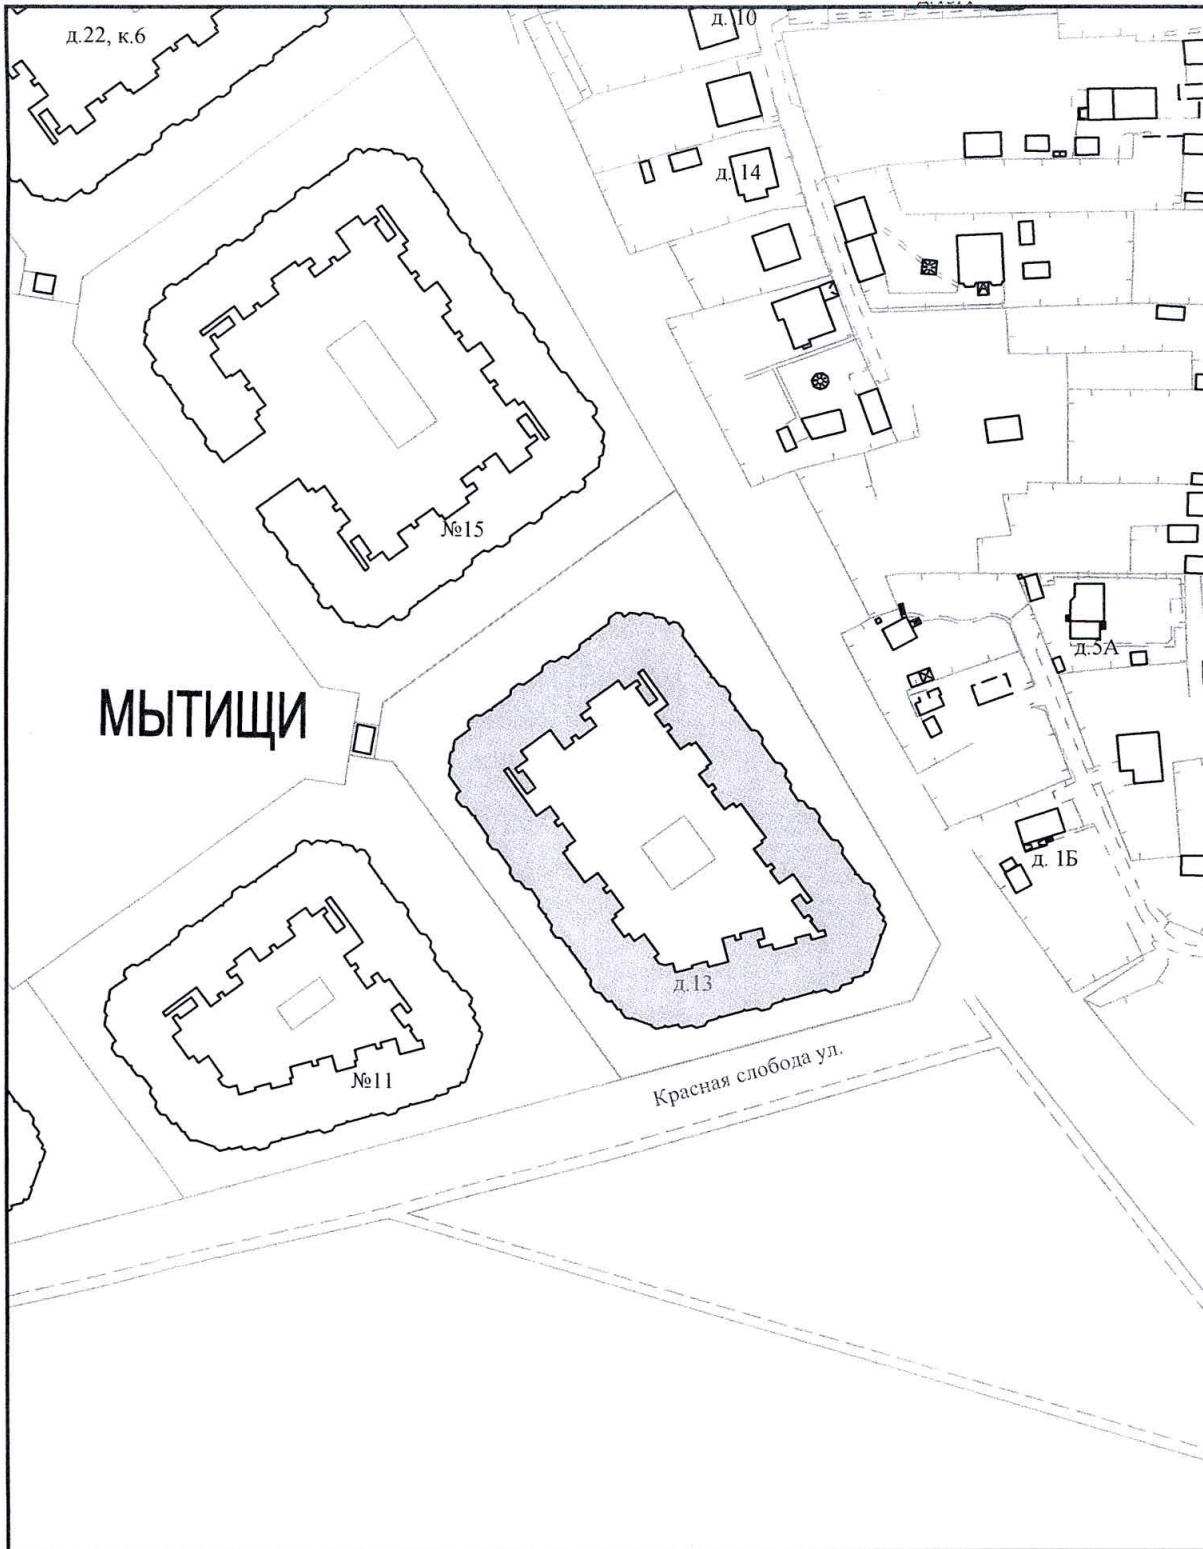 д.22, к.6
д. 10
д. 14
№15
д.5А
МЫТИЩИ
д. 1Б
д.13
№11
Красная слобода ул.